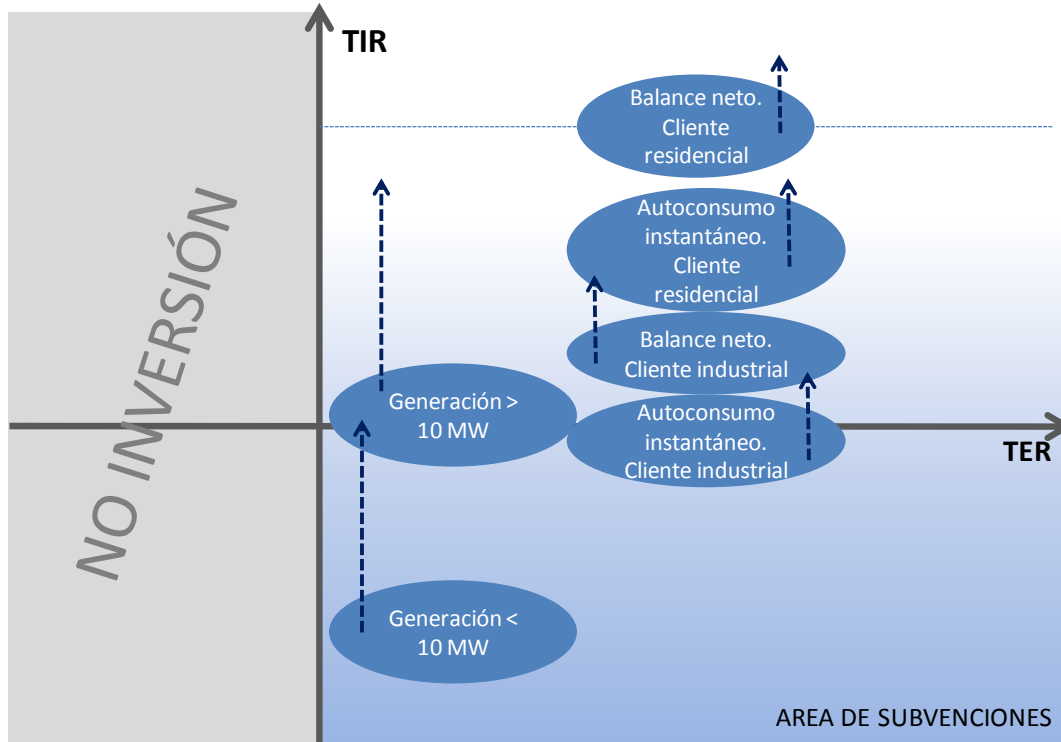 TIR
Balance neto.
Cliente
residencial
Autoconsumo
instantáneo.
Cliente
residencial
NO INVERSIÓN
Balance neto.
Cliente industrial
Generación >
10 MW
Autoconsumo
instantáneo.
Cliente industrial
TER
Generación <
10 MW
AREA DE SUBVENCIONES